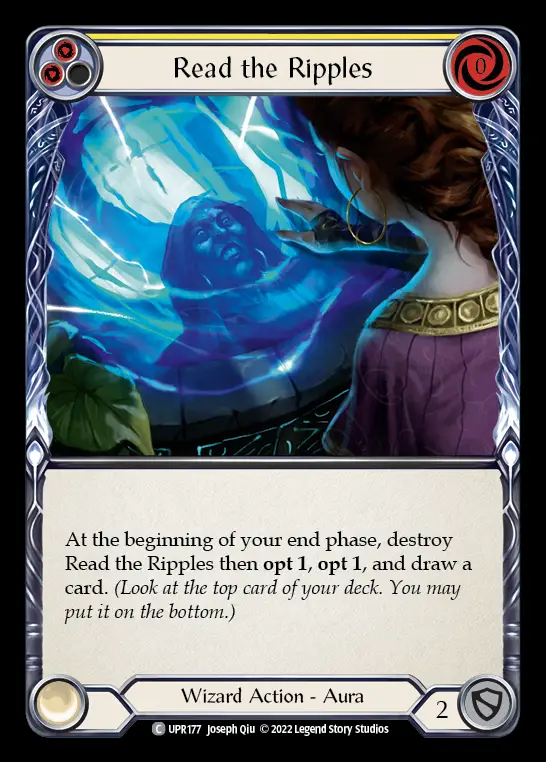 Read the Ripples
0
At the beginning of your end phase, destroy
Read the Ripples then opt 1, opt 1, and draw a
card. (Look at the top card of your deck. You may
put it on the bottom.)
Wizard Action - Aura
2
C UPR177 Joseph Qiu © 2022 Legend Story Studios